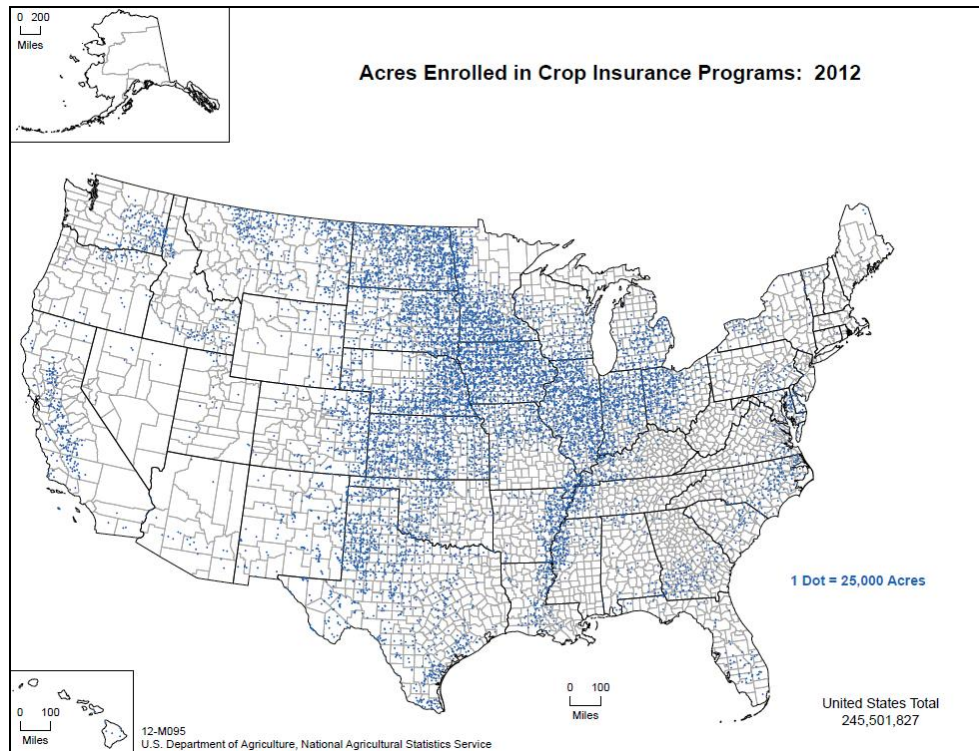 0 200
Miles
Acres Enrolled in Crop Insurance Programs: 2012
1 Dot = 25,000 Acres
0 100
Miles
0 100
Miles
United States Total
245,501,827
12-M095
U.S. Department of Agriculture, National Agricultural Statistics Service